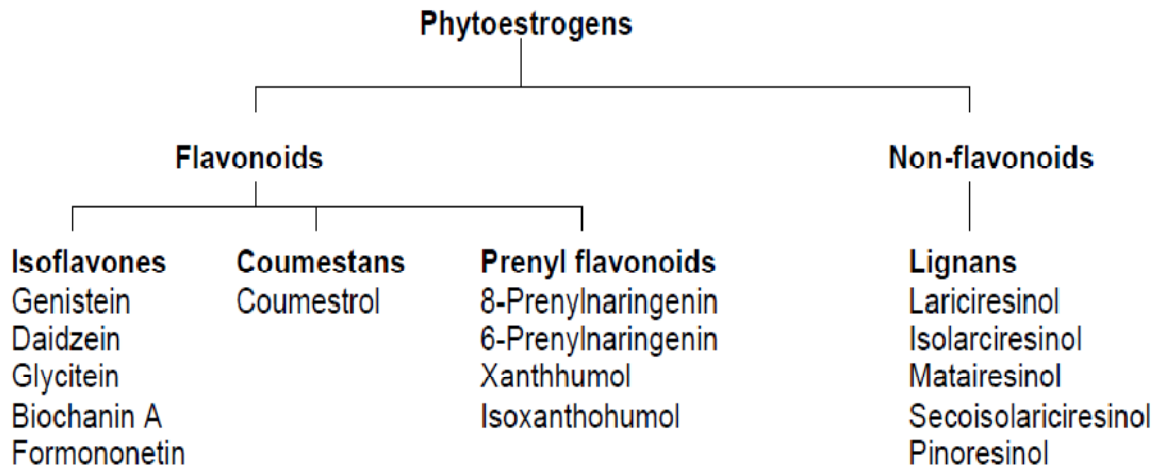 Phytoestrogens
Flavonoids
Non-flavonoids
Isoflavones
Genistein
Daidzein
Glycitein
Biochanin A
Formononetin
Coumestans
Coumestrol
Prenyl flavonoids
8-Prenylnaringenin
6-Prenylnaringenin
Xanthhumol
Isoxanthohumol
Lignans
Lariciresinol
Isolarciresinol
Matairesinol
Secoisolariciresinol
Pinoresinol